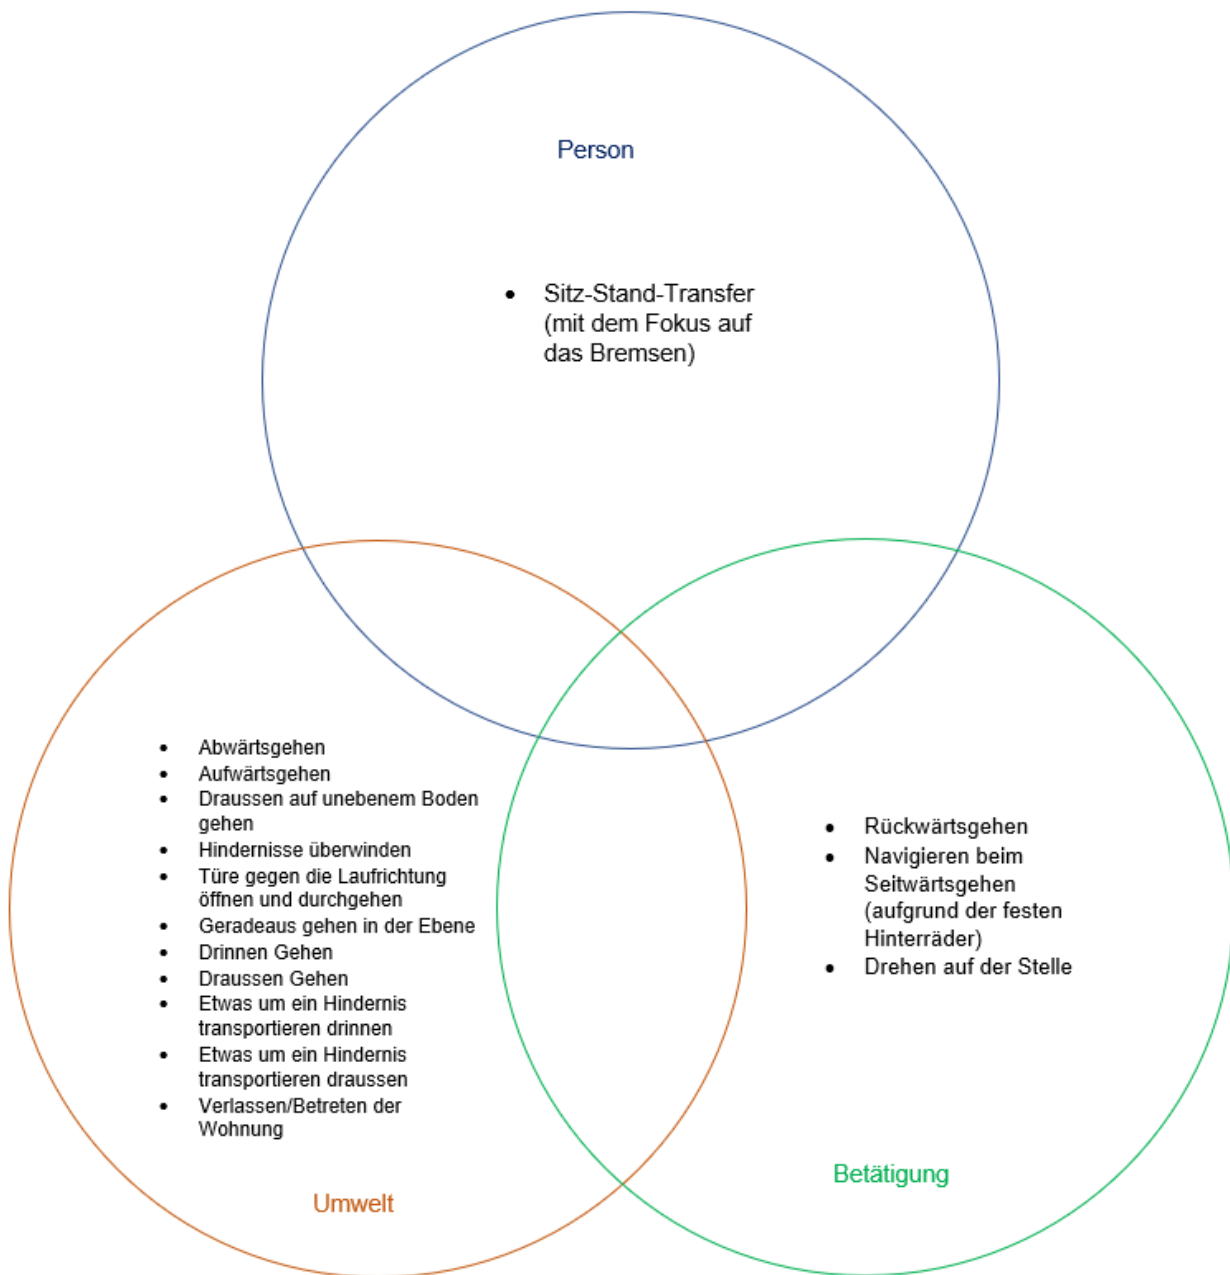 Person
• Sitz-Stand-Transfer
(mit dem Fokus auf
das Bremsen)
• Abwärtsgehen
• Aufwärtsgehen
• Draussen auf unebenem Boden
gehen
• Hindernisse überwinden
• Türe gegen die Laufrichtung
öffnen und durchgehen
• Geradeaus gehen in der Ebene
• Drinnen Gehen
• Draussen Gehen
• Etwas um ein Hindernis
transportieren drinnen
• Etwas um ein Hindernis
transportieren draussen
• Verlassen/Betreten der
Wohnung
Umwelt
• Rückwärtsgehen
• Navigieren beim
Seitwärtsgehen
(aufgrund der festen
Hinterräder)
• Drehen auf der Stelle
Betätigung